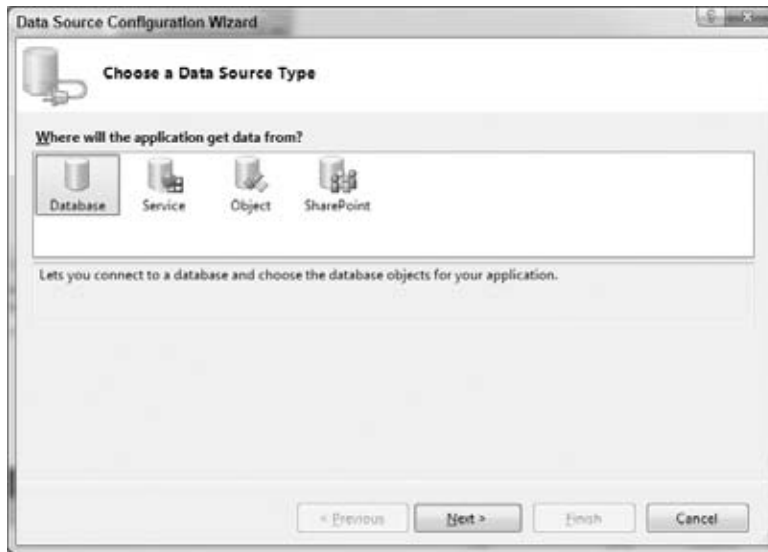 Data Source Configuration Wizard
Choose a Data Source Type
Where will the application get data from?
Database Service Object SharePoint
Lets you connect to a database and choose the database objects for your application.
< Previous Next > Finish Cancel